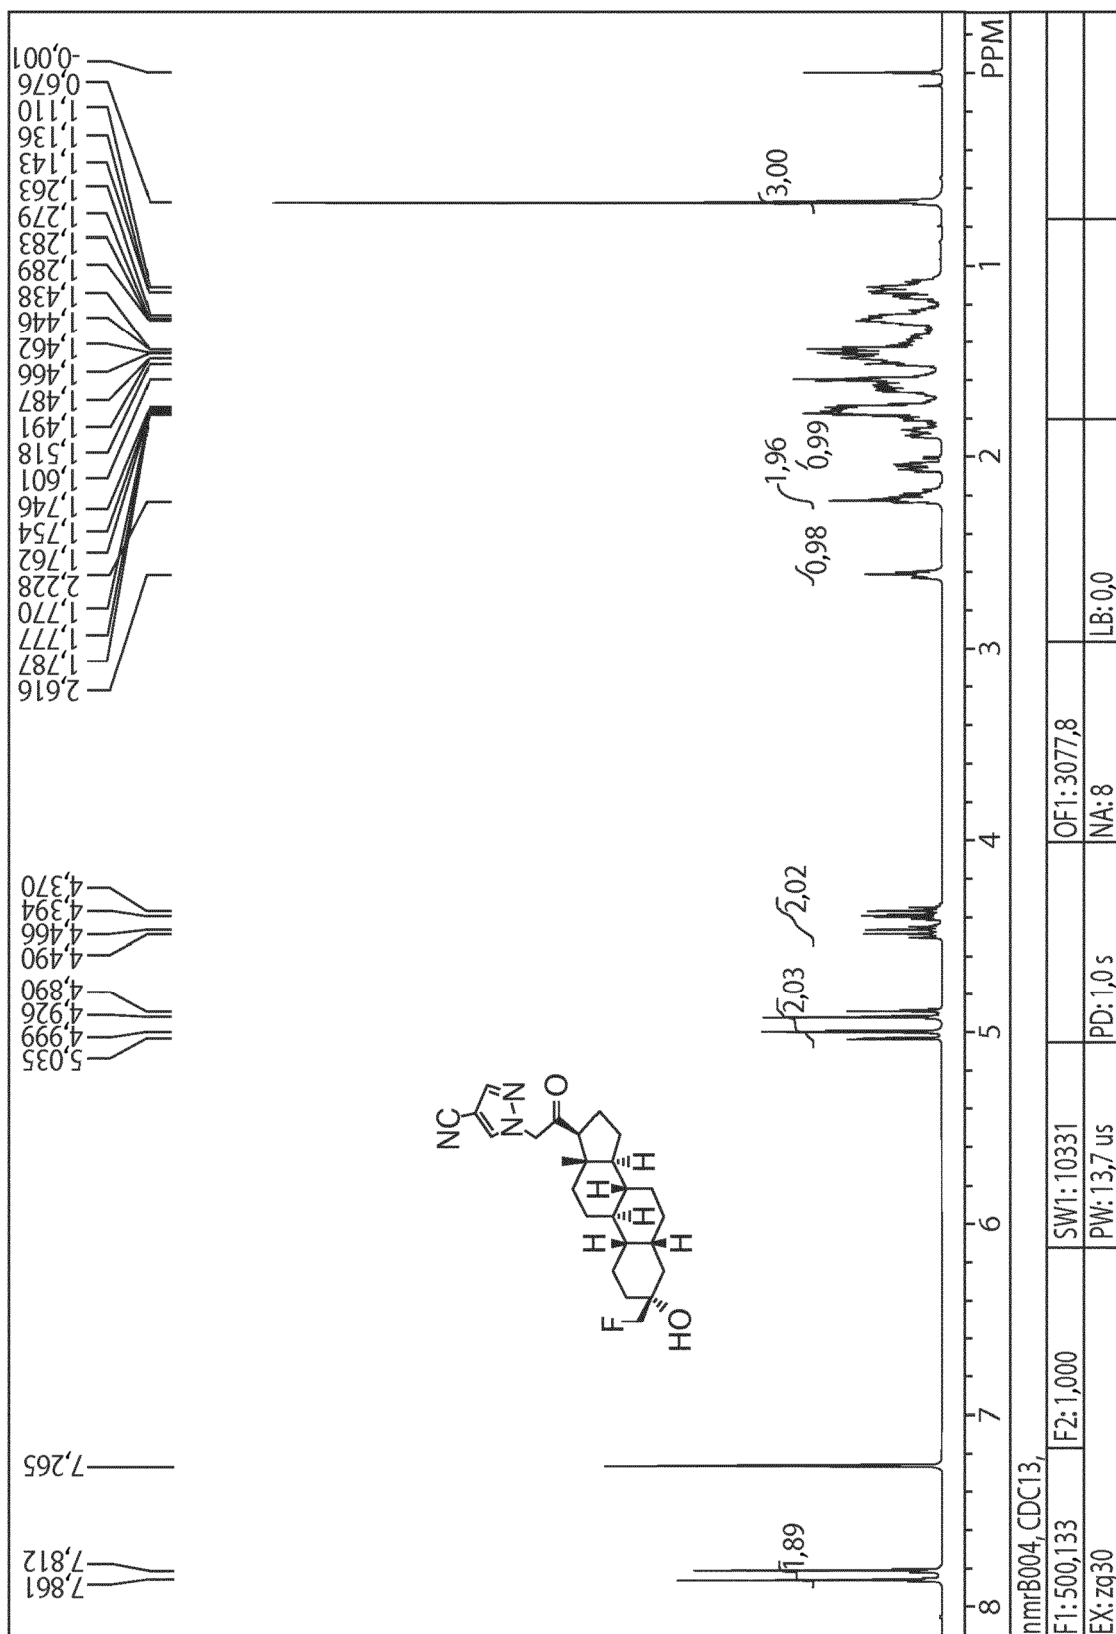 7,861
7,812
7,265
5,035
4,999
4,926
4,890
4,490
4,466
4,394
4,370
2,616
1,787
1,777
1,770
2,228
1,762
1,754
1,746
1,601
1,518
1,491
1,487
1,466
1,462
1,446
1,438
1,289
1,283
1,279
1,263
1,143
1,136
1,110
0,676
-0,001
NC
N
N
O
H
H
H
H
H
F
HO
1,89
2,03
2,02
0,98
1,96
0,99
3,00
8 7 6 5 4 3 2 1 PPM
nmrB004, CDC13,
F1: 500,133 F2: 1,000 SW1: 10331 OF1: 3077,8
EX: zq30 PW: 13,7 us PD: 1,0 s NA: 8 LB: 0,0